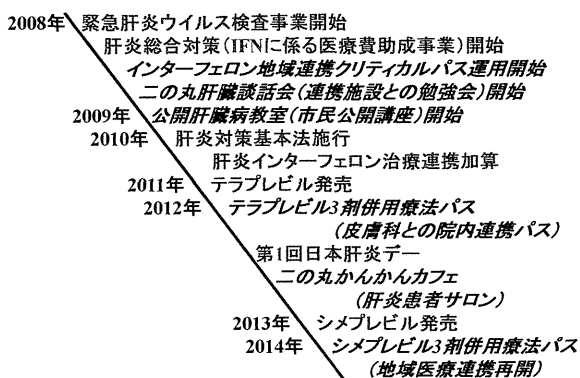 2008年 緊急肝炎ウイルス検査事業開始
肝炎総合対策(IFNに係る医療費助成事業)開始
インターフェロン地域連携クリティカルパス運用開始
二の丸肝臓談話会(連携施設との勉強会)開始
2009年 公開肝臓病教室(市民公開講座)開始
2010年 肝炎対策基本法施行
肝炎インターフェロン治療連携加算
2011年 テラプレビル発売
2012年 テラプレビル3剤併用療法パス
(皮膚科との院内連携パス)
第1回日本肝炎デー
二の丸かんかんカフェ
(肝炎患者サロン)
2013年 シメプレビル発売
2014年 シメプレビル3剤併用療法パス
(地域医療連携再開)